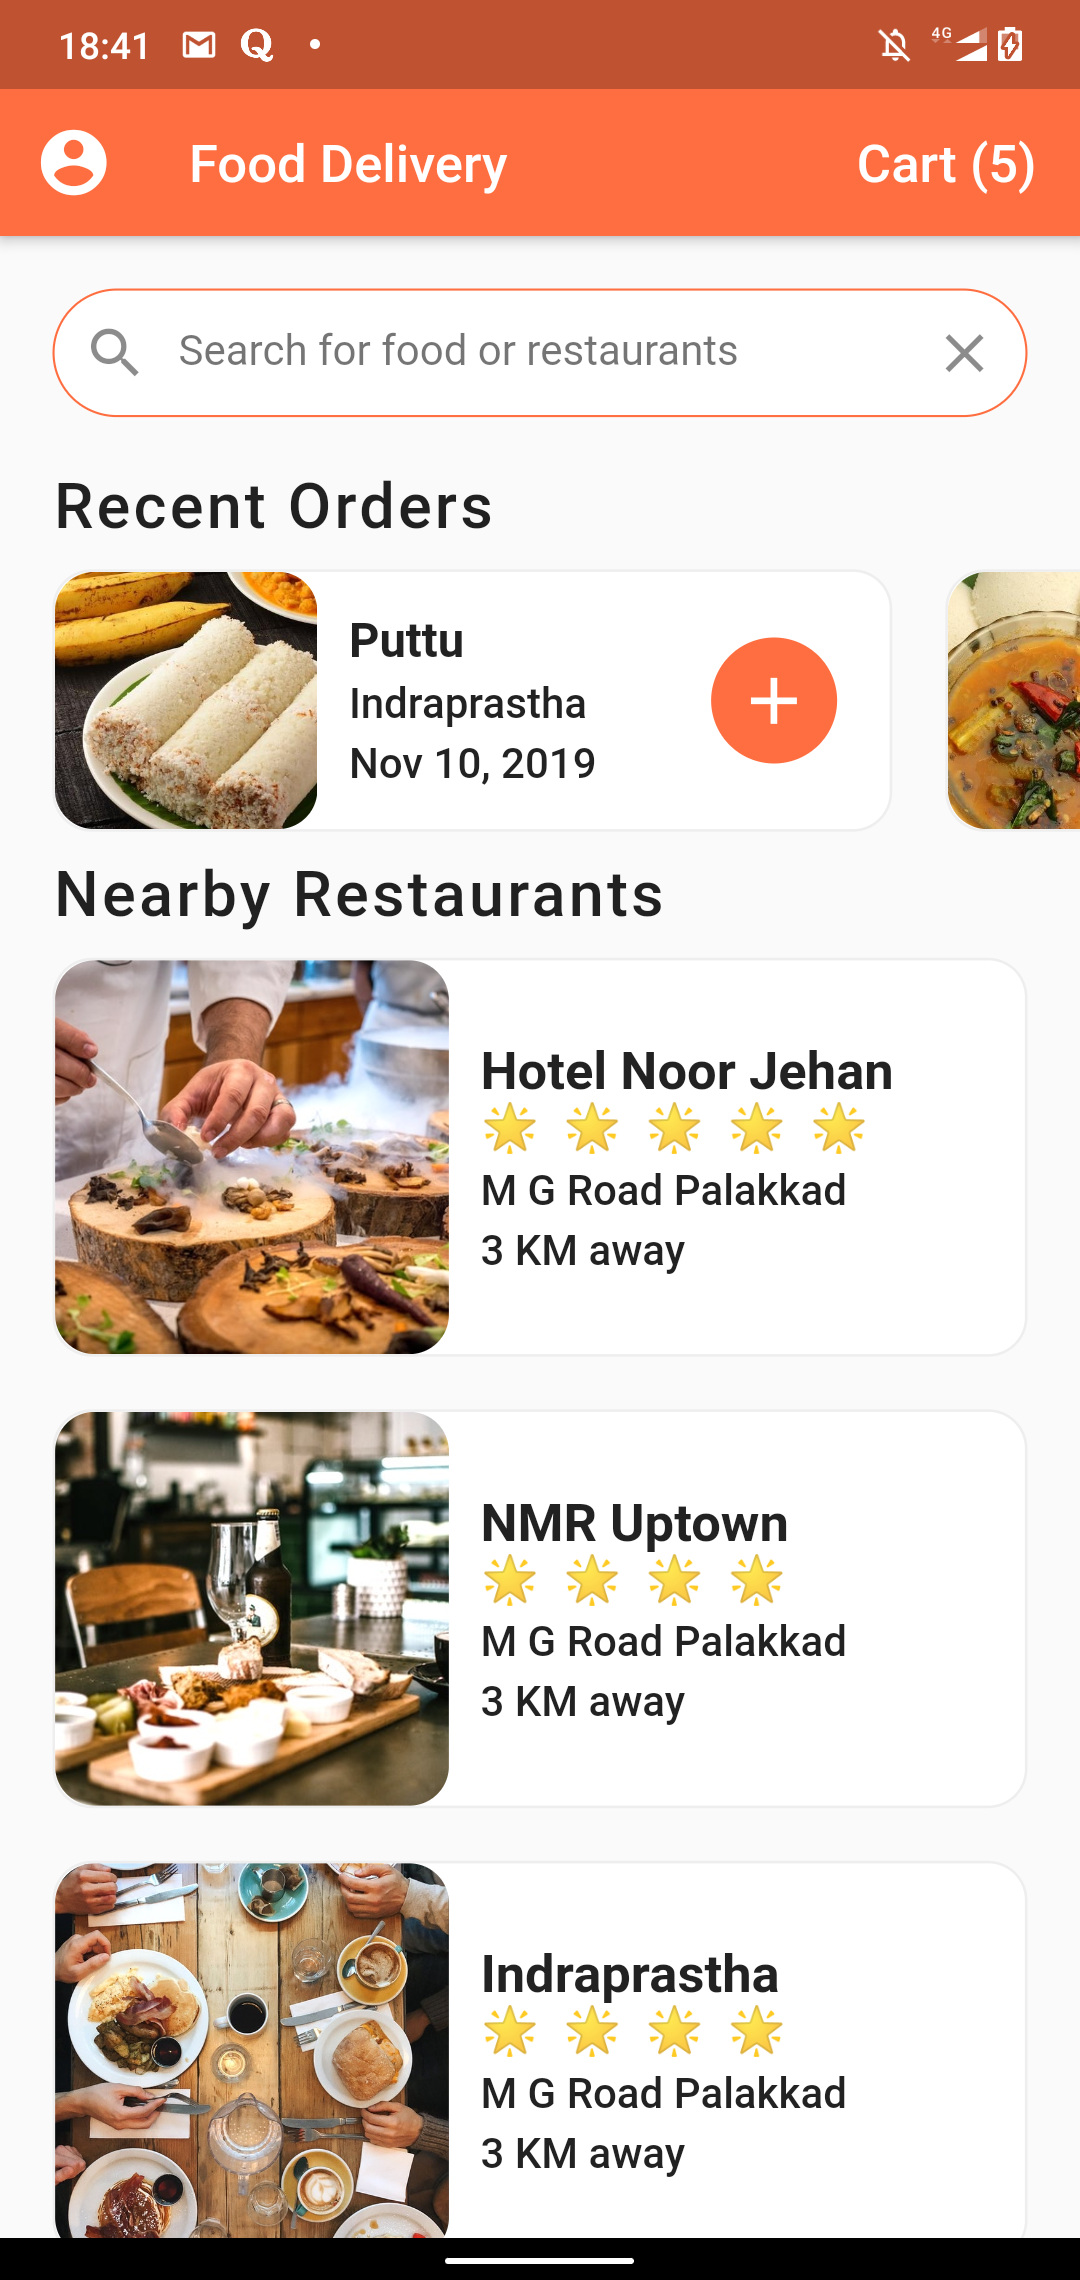 18:41
4G
Food Delivery
Cart (5)
Search for food or restaurants
Recent Orders
Puttu
Indraprastha
Nov 10, 2019
Nearby Restaurants
Hotel Noor Jehan
M G Road Palakkad
3 KM away
NMR Uptown
M G Road Palakkad
3 KM away
Indraprastha
M G Road Palakkad
3 KM away